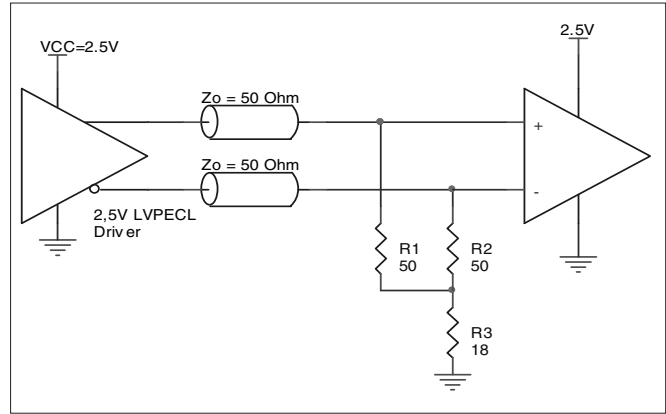 VCC=2.5V
2.5V
Zo = 50 Ohm
+
Zo = 50 Ohm
-
2,5V LVPECL
Driver
R1
50
R2
50
R3
18